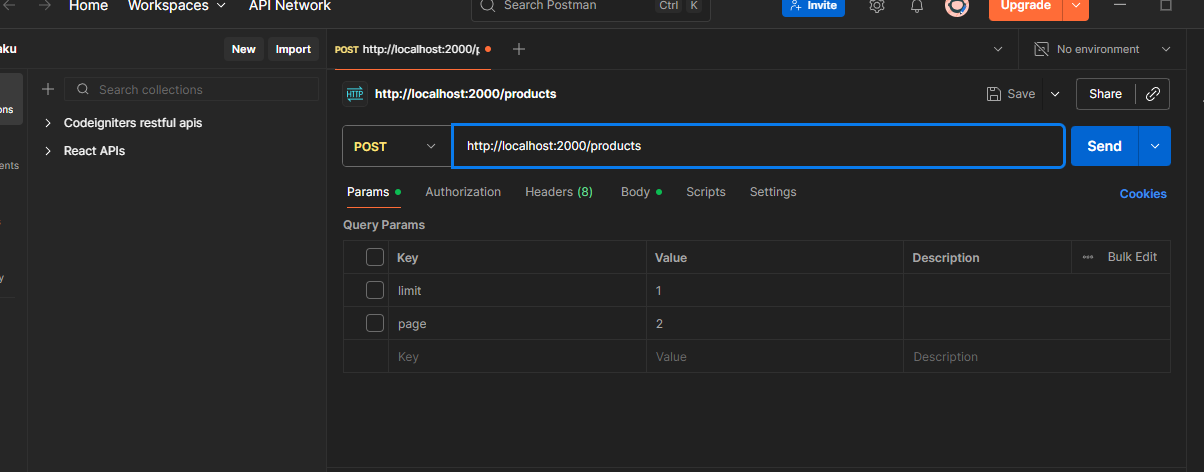 Home Workspaces API Network Search Postman Ctrl K Invite Upgrade
New Import POST http://localhost:2000/ No environment
Search collections HTTP http://localhost:2000/products Save Share
Codeigniters restful apis
React APIs
POST http://localhost:2000/products Send
Params Authorization Headers (8) Body Scripts Settings Cookies
Query Params
Key Value Description Bulk Edit
limit 1
page 2
Key Value Description